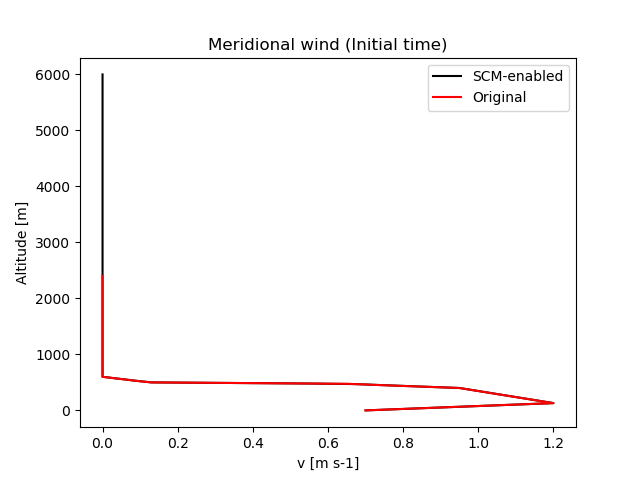 Meridional wind (Initial time)
SCM-enabled
Original
Altitude [m]
6000
5000
4000
3000
2000
1000
0
0.0 0.2 0.4 0.6 0.8 1.0 1.2
v [m s-1]